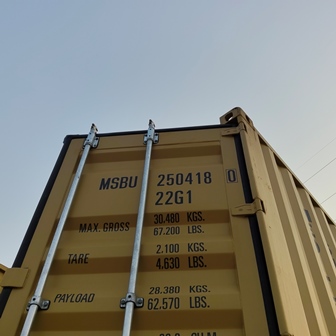 MSBU 250418 0
22G1
MAX. GROSS 30.480 KGS.
67.200 LBS.
TARE 2.100 KGS.
4.630 LBS.
PAYLOAD 28.380 KGS.
62.570 LBS.
CU.M.